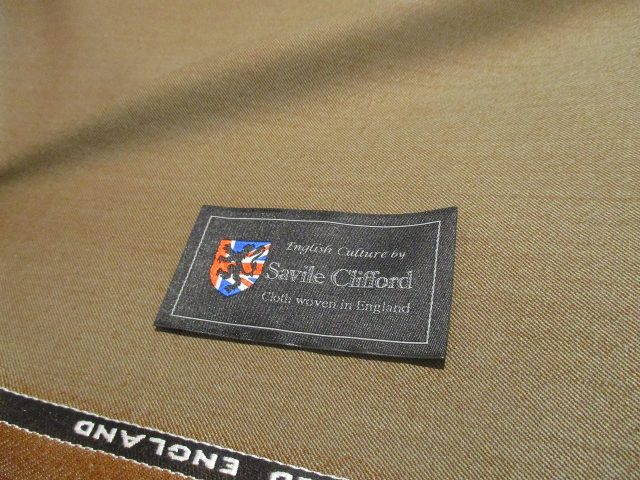 English Culture by
Savile Clifford
Cloth woven in England
ENGLAND